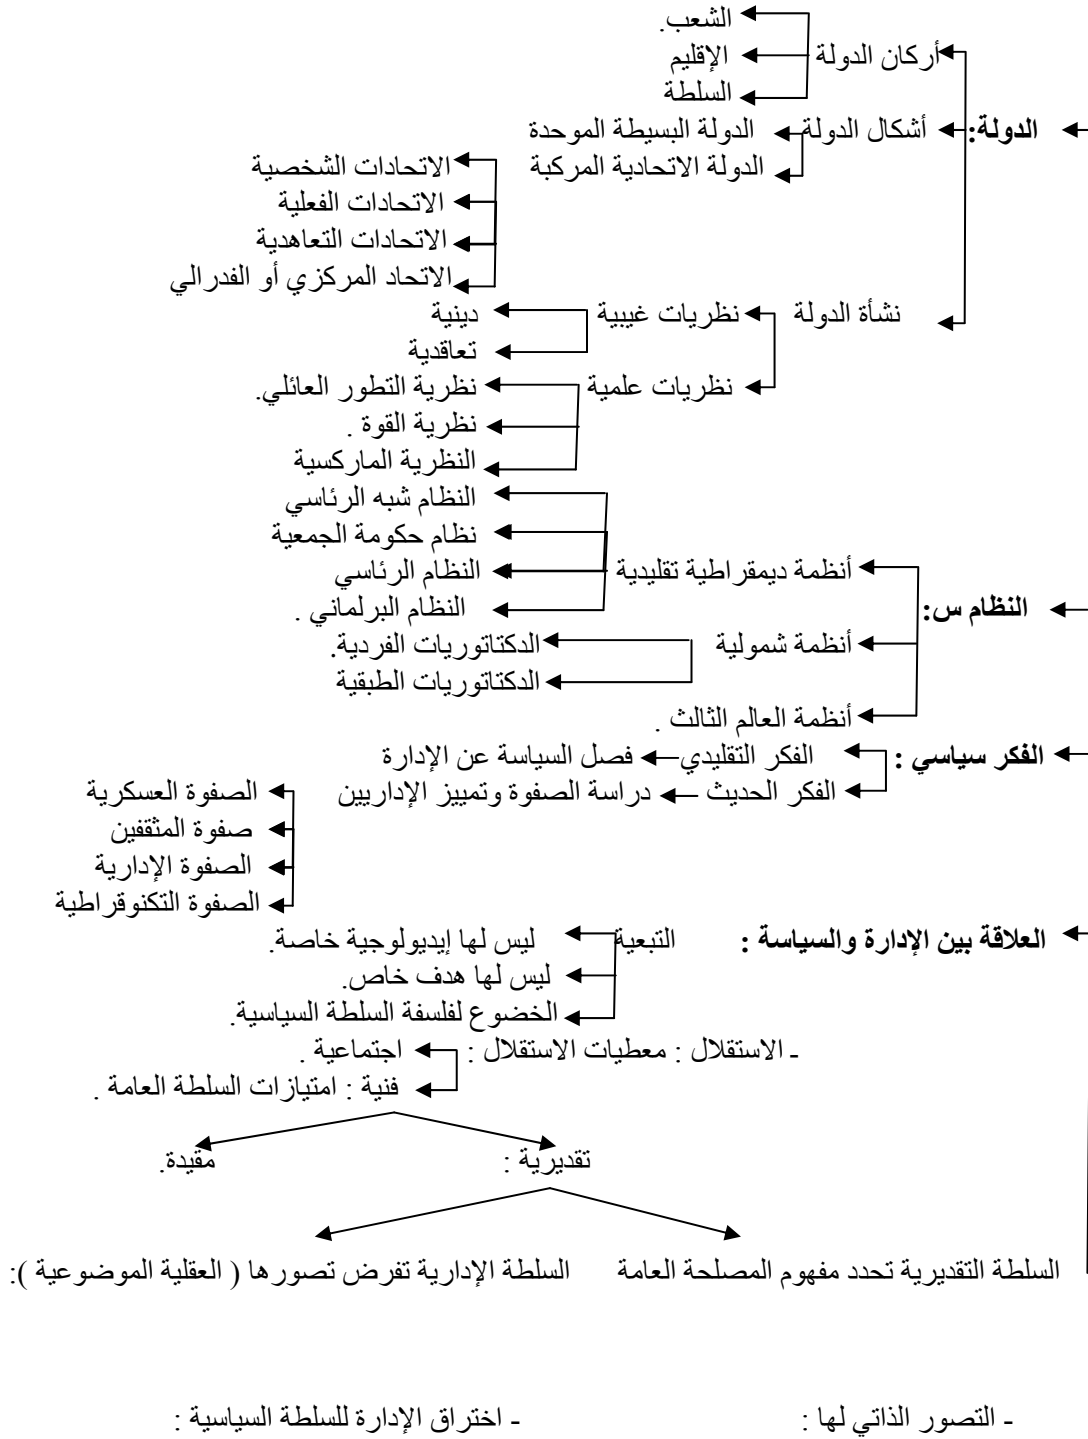 الشعب.
أركان الدولة الإقليم
السلطة
الدولة: أشكال الدولة الدولة البسيطة الموحدة
الدولة الاتحادية المركبة الاتحادات الشخصية
الاتحادات الفعلية
الاتحادات التعاهدية
الاتحاد المركزي أو الفدرالي
نشأة الدولة نظريات غيبية دينية
تعاقدية
نظريات علمية نظرية التطور العائلي.
نظرية القوة .
النظرية الماركسية
النظام شبه الرئاسي
نظام حكومة الجمعية
أنظمة ديمقراطية تقليدية النظام الرئاسي
النظام س: النظام البرلماني .
أنظمة شمولية الدكتاتوريات الفردية.
الدكتاتوريات الطبقية
أنظمة العالم الثالث .
الفكر سياسي : الفكر التقليدي فصل السياسة عن الإدارة
الفكر الحديث دراسة الصفوة وتمييز الإداريين الصفوة العسكرية
صفوة المثقفين
الصفوة الإدارية
الصفوة التكنوقراطية
العلاقة بين الإدارة والسياسة : التبعية ليس لها إيديولوجية خاصة.
ليس لها هدف خاص.
الخضوع لفلسفة السلطة السياسية.
- الاستقلال : معطيات الاستقلال : اجتماعية .
فنية : امتيازات السلطة العامة .
تقديرية : مقيدة.
السلطة التقديرية تحدد مفهوم المصلحة العامة السلطة الإدارية تفرض تصورها ( العقلية الموضوعية ):
- التصور الذاتي لها : - اختراق الإدارة للسلطة السياسية :